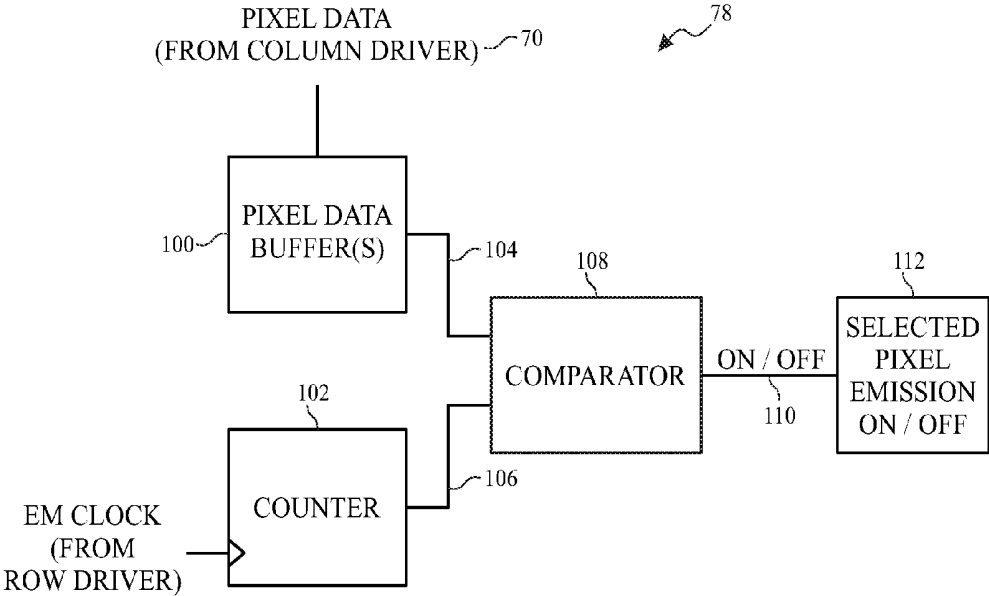 PIXEL DATA
(FROM COLUMN DRIVER)
70
78
PIXEL DATA
BUFFER(S)
100
104
108
112
COMPARATOR
ON / OFF
110
SELECTED
PIXEL
EMISSION
ON / OFF
102
106
COUNTER
EM CLOCK
(FROM
ROW DRIVER)